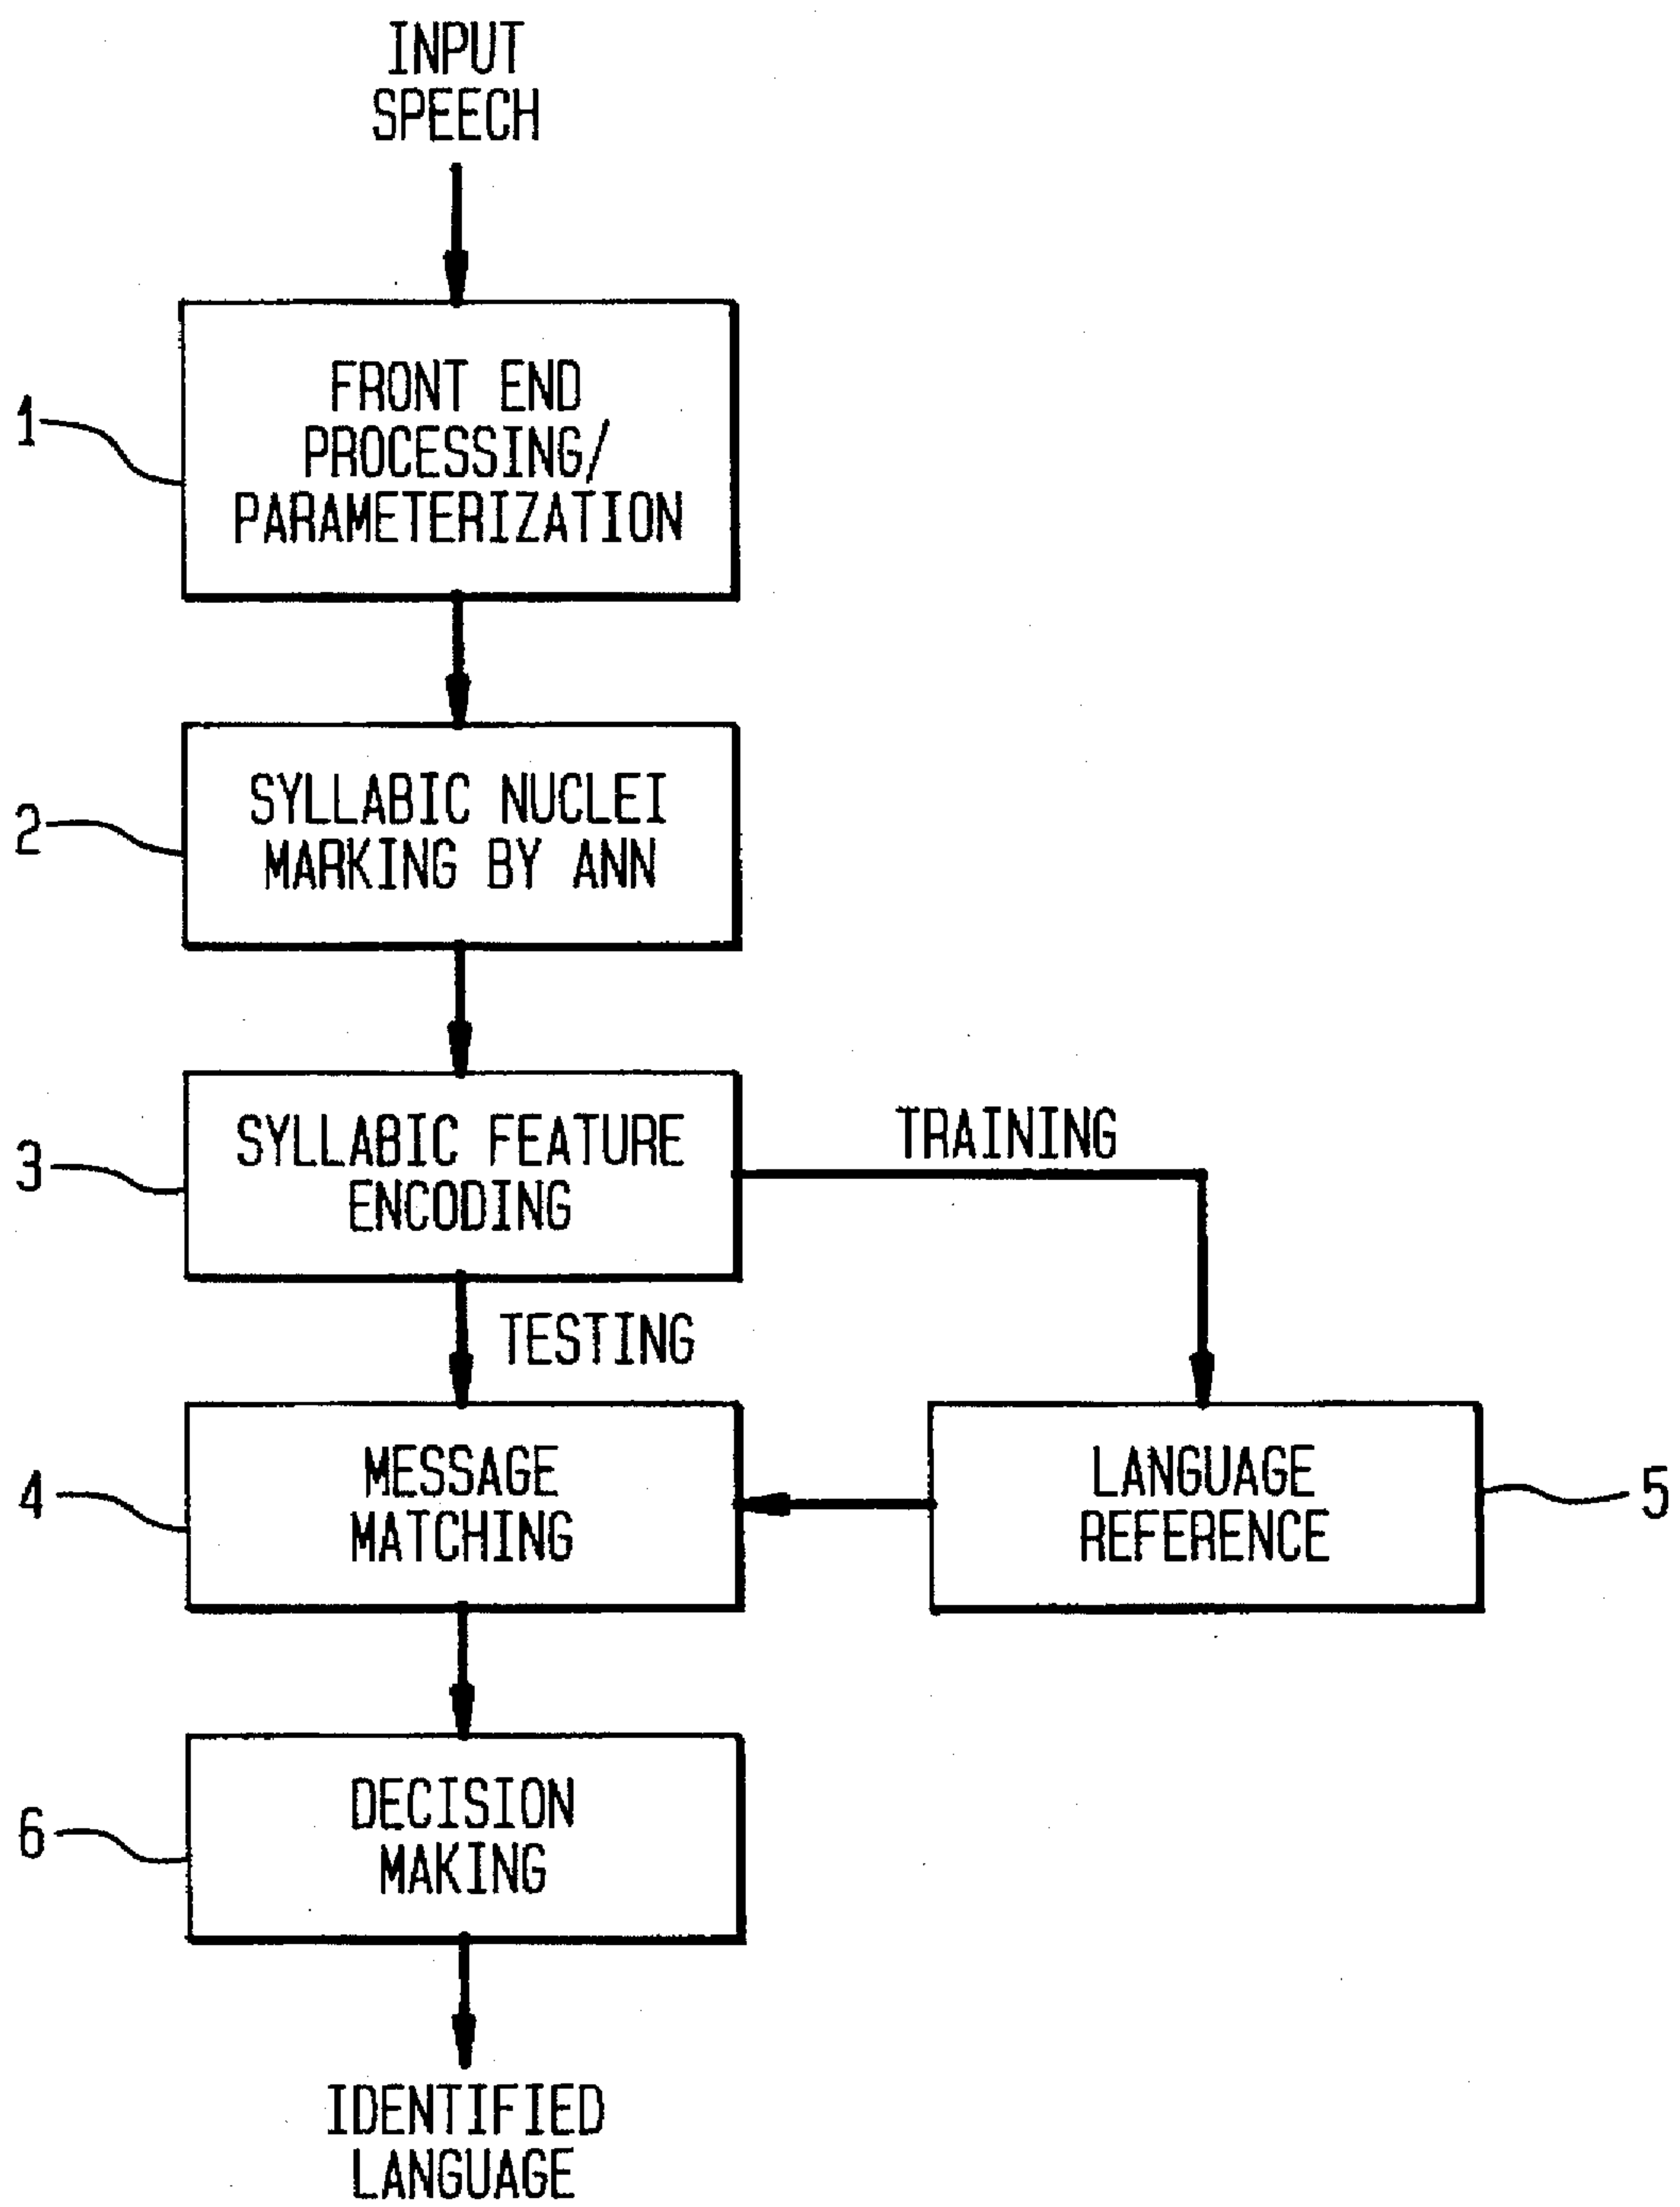 INPUT
SPEECH
1
FRONT END
PROCESSING/
PARAMETERIZATION
2
SYLLABIC NUCLEI
MARKING BY ANN
3
SYLLABIC FEATURE
ENCODING
TRAINING
TESTING
4
MESSAGE
MATCHING
LANGUAGE
REFERENCE
5
6
DECISION
MAKING
IDENTIFIED
LANGUAGE